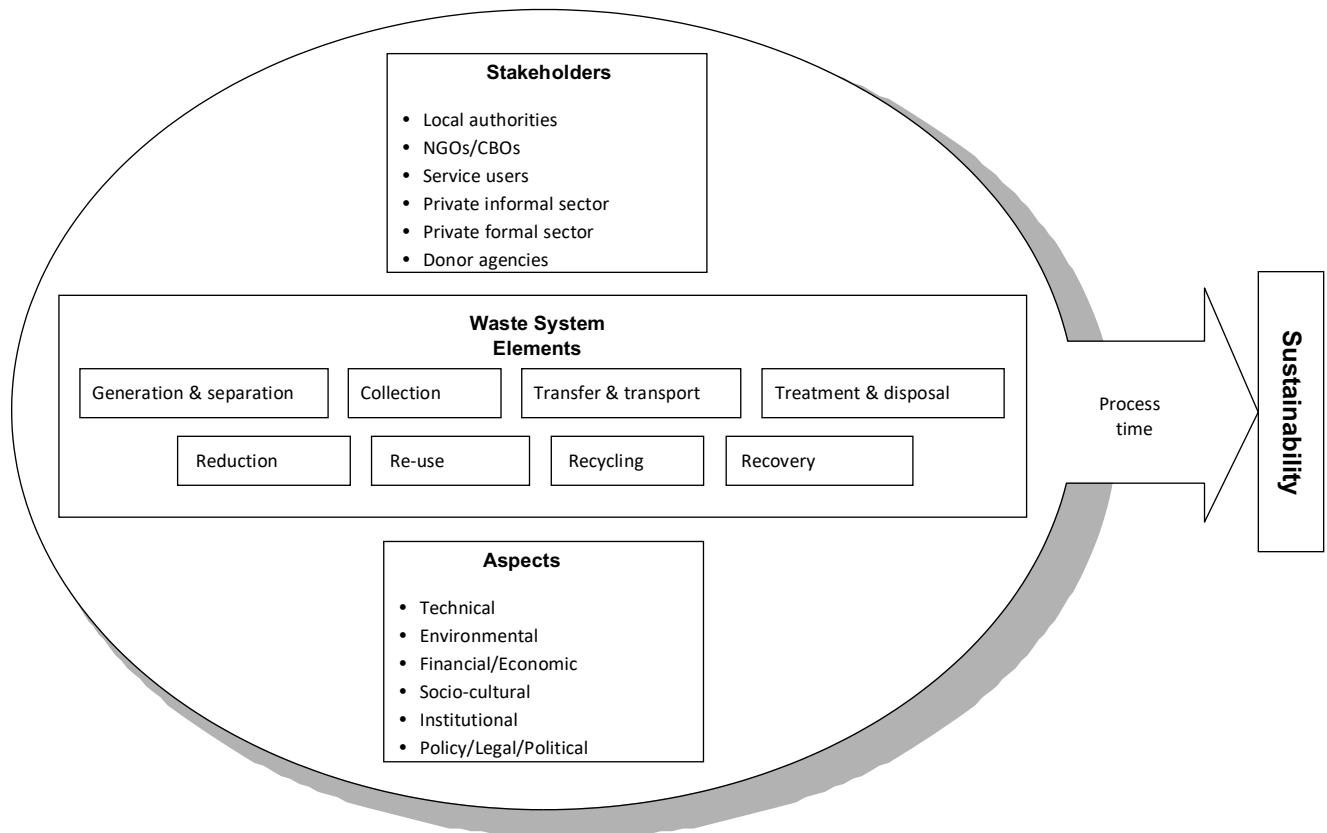 Stakeholders
• Local authorities
• NGOs/CBOs
• Service users
• Private informal sector
• Private formal sector
• Donor agencies
Waste System
Elements
Generation & separation
Collection
Transfer & transport
Treatment & disposal
Reduction
Re-use
Recycling
Recovery
Aspects
• Technical
• Environmental
• Financial/Economic
• Socio-cultural
• Institutional
• Policy/Legal/Political
Process
time
Sustainability